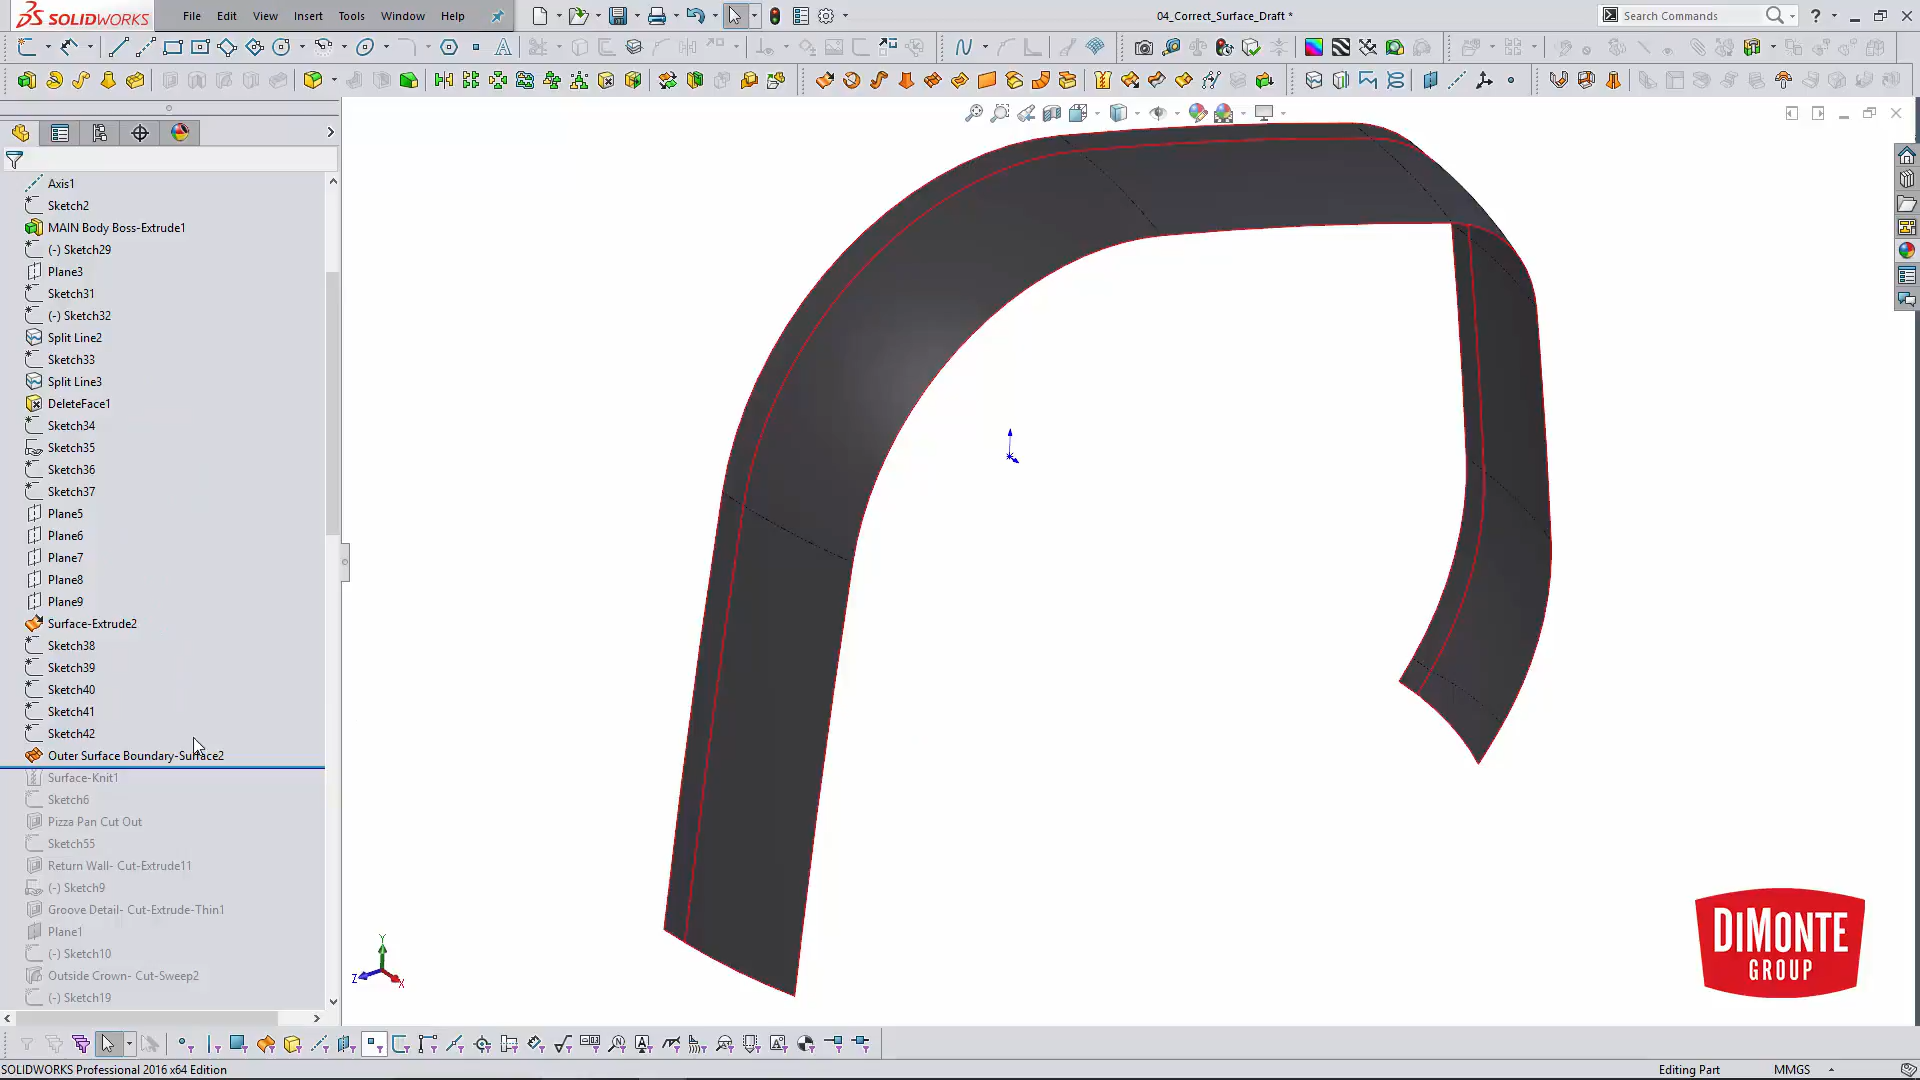 SOLIDWORKS File Edit View Insert Tools Window Help 04_Correct_Surface_Draft * Search Commands ?
Axis1
Sketch2
MAIN Body Boss-Extrude1
(-) Sketch29
Plane3
Sketch31
(-) Sketch32
Split Line2
Sketch33
Split Line3
DeleteFace1
Sketch34
Sketch35
Sketch36
Sketch37
Plane5
Plane6
Plane7
Plane8
Plane9
Surface-Extrude2
Sketch38
Sketch39
Sketch40
Sketch41
Sketch42
Outer Surface Boundary-Surface2
Surface-Knit1
Sketch6
Pizza Pan Cut Out
Sketch55
Return Wall- Cut-Extrude11
(-) Sketch9
Groove Detail- Cut-Extrude-Thin1
Plane1
(-) Sketch10
Outside Crown- Cut-Sweep2
(-) Sketch19
Y
Z
X
DIMONTE
GROUP
SOLIDWORKS Professional 2016 x64 Edition Editing Part MMGS